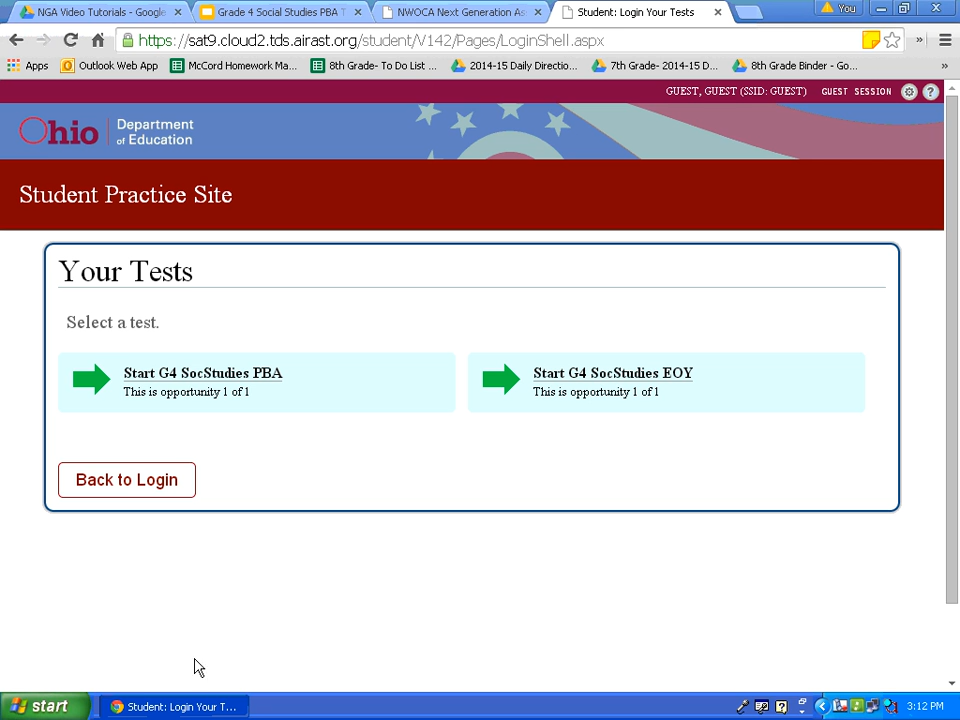 NGA Video Tutorials - Google
Grade 4 Social Studies PBA T
NWOCA Next Generation As
Student: Login Your Tests
You
https://sat9.cloud2.tds.airast.org/student/V142/Pages/LoginShell.aspx
Apps
Outlook Web App
McCord Homework Ma...
8th Grade- To Do List ...
2014-15 Daily Directio...
7th Grade- 2014-15 D...
8th Grade Binder - Go...
»
GUEST, GUEST (SSID: GUEST)
GUEST SESSION
?
Ohio
Department
of Education
Student Practice Site
Your Tests
Select a test.
Start G4 SocStudies PBA
This is opportunity 1 of 1
Start G4 SocStudies EOY
This is opportunity 1 of 1
Back to Login
start
Student: Login Your T...
3:12 PM